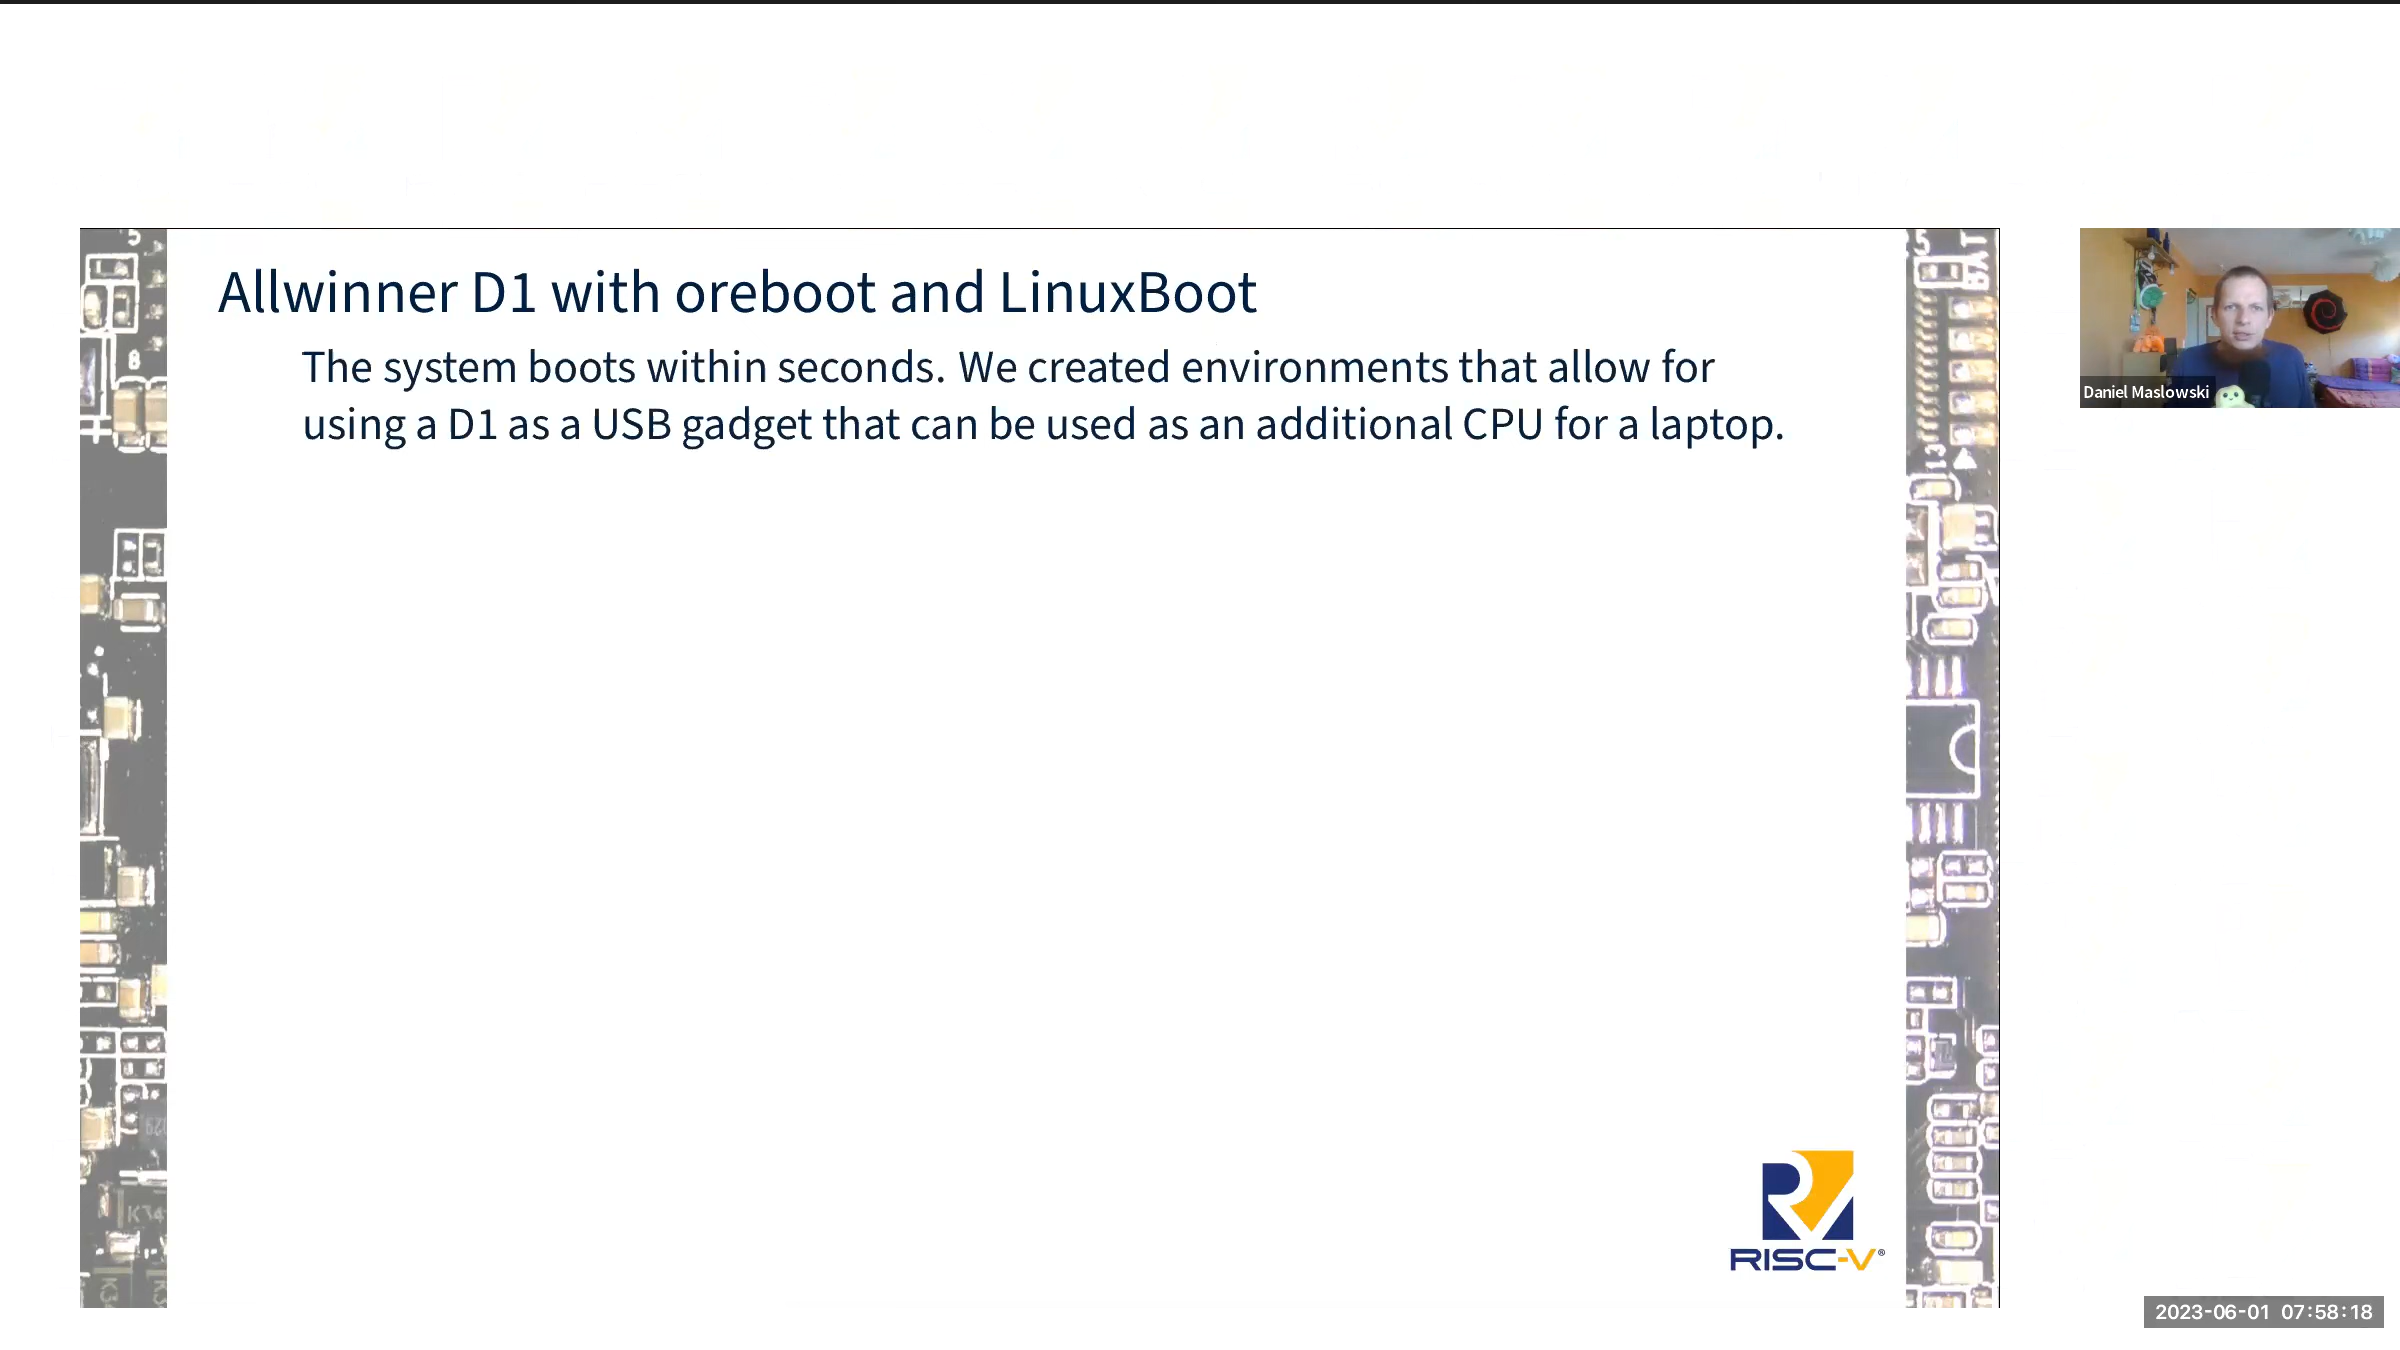 Allwinner D1 with oreboot and LinuxBoot
The system boots within seconds. We created environments that allow for
using a D1 as a USB gadget that can be used as an additional CPU for a laptop.
Daniel Maslowski
RISC-V®
2023-06-01 07:58:18